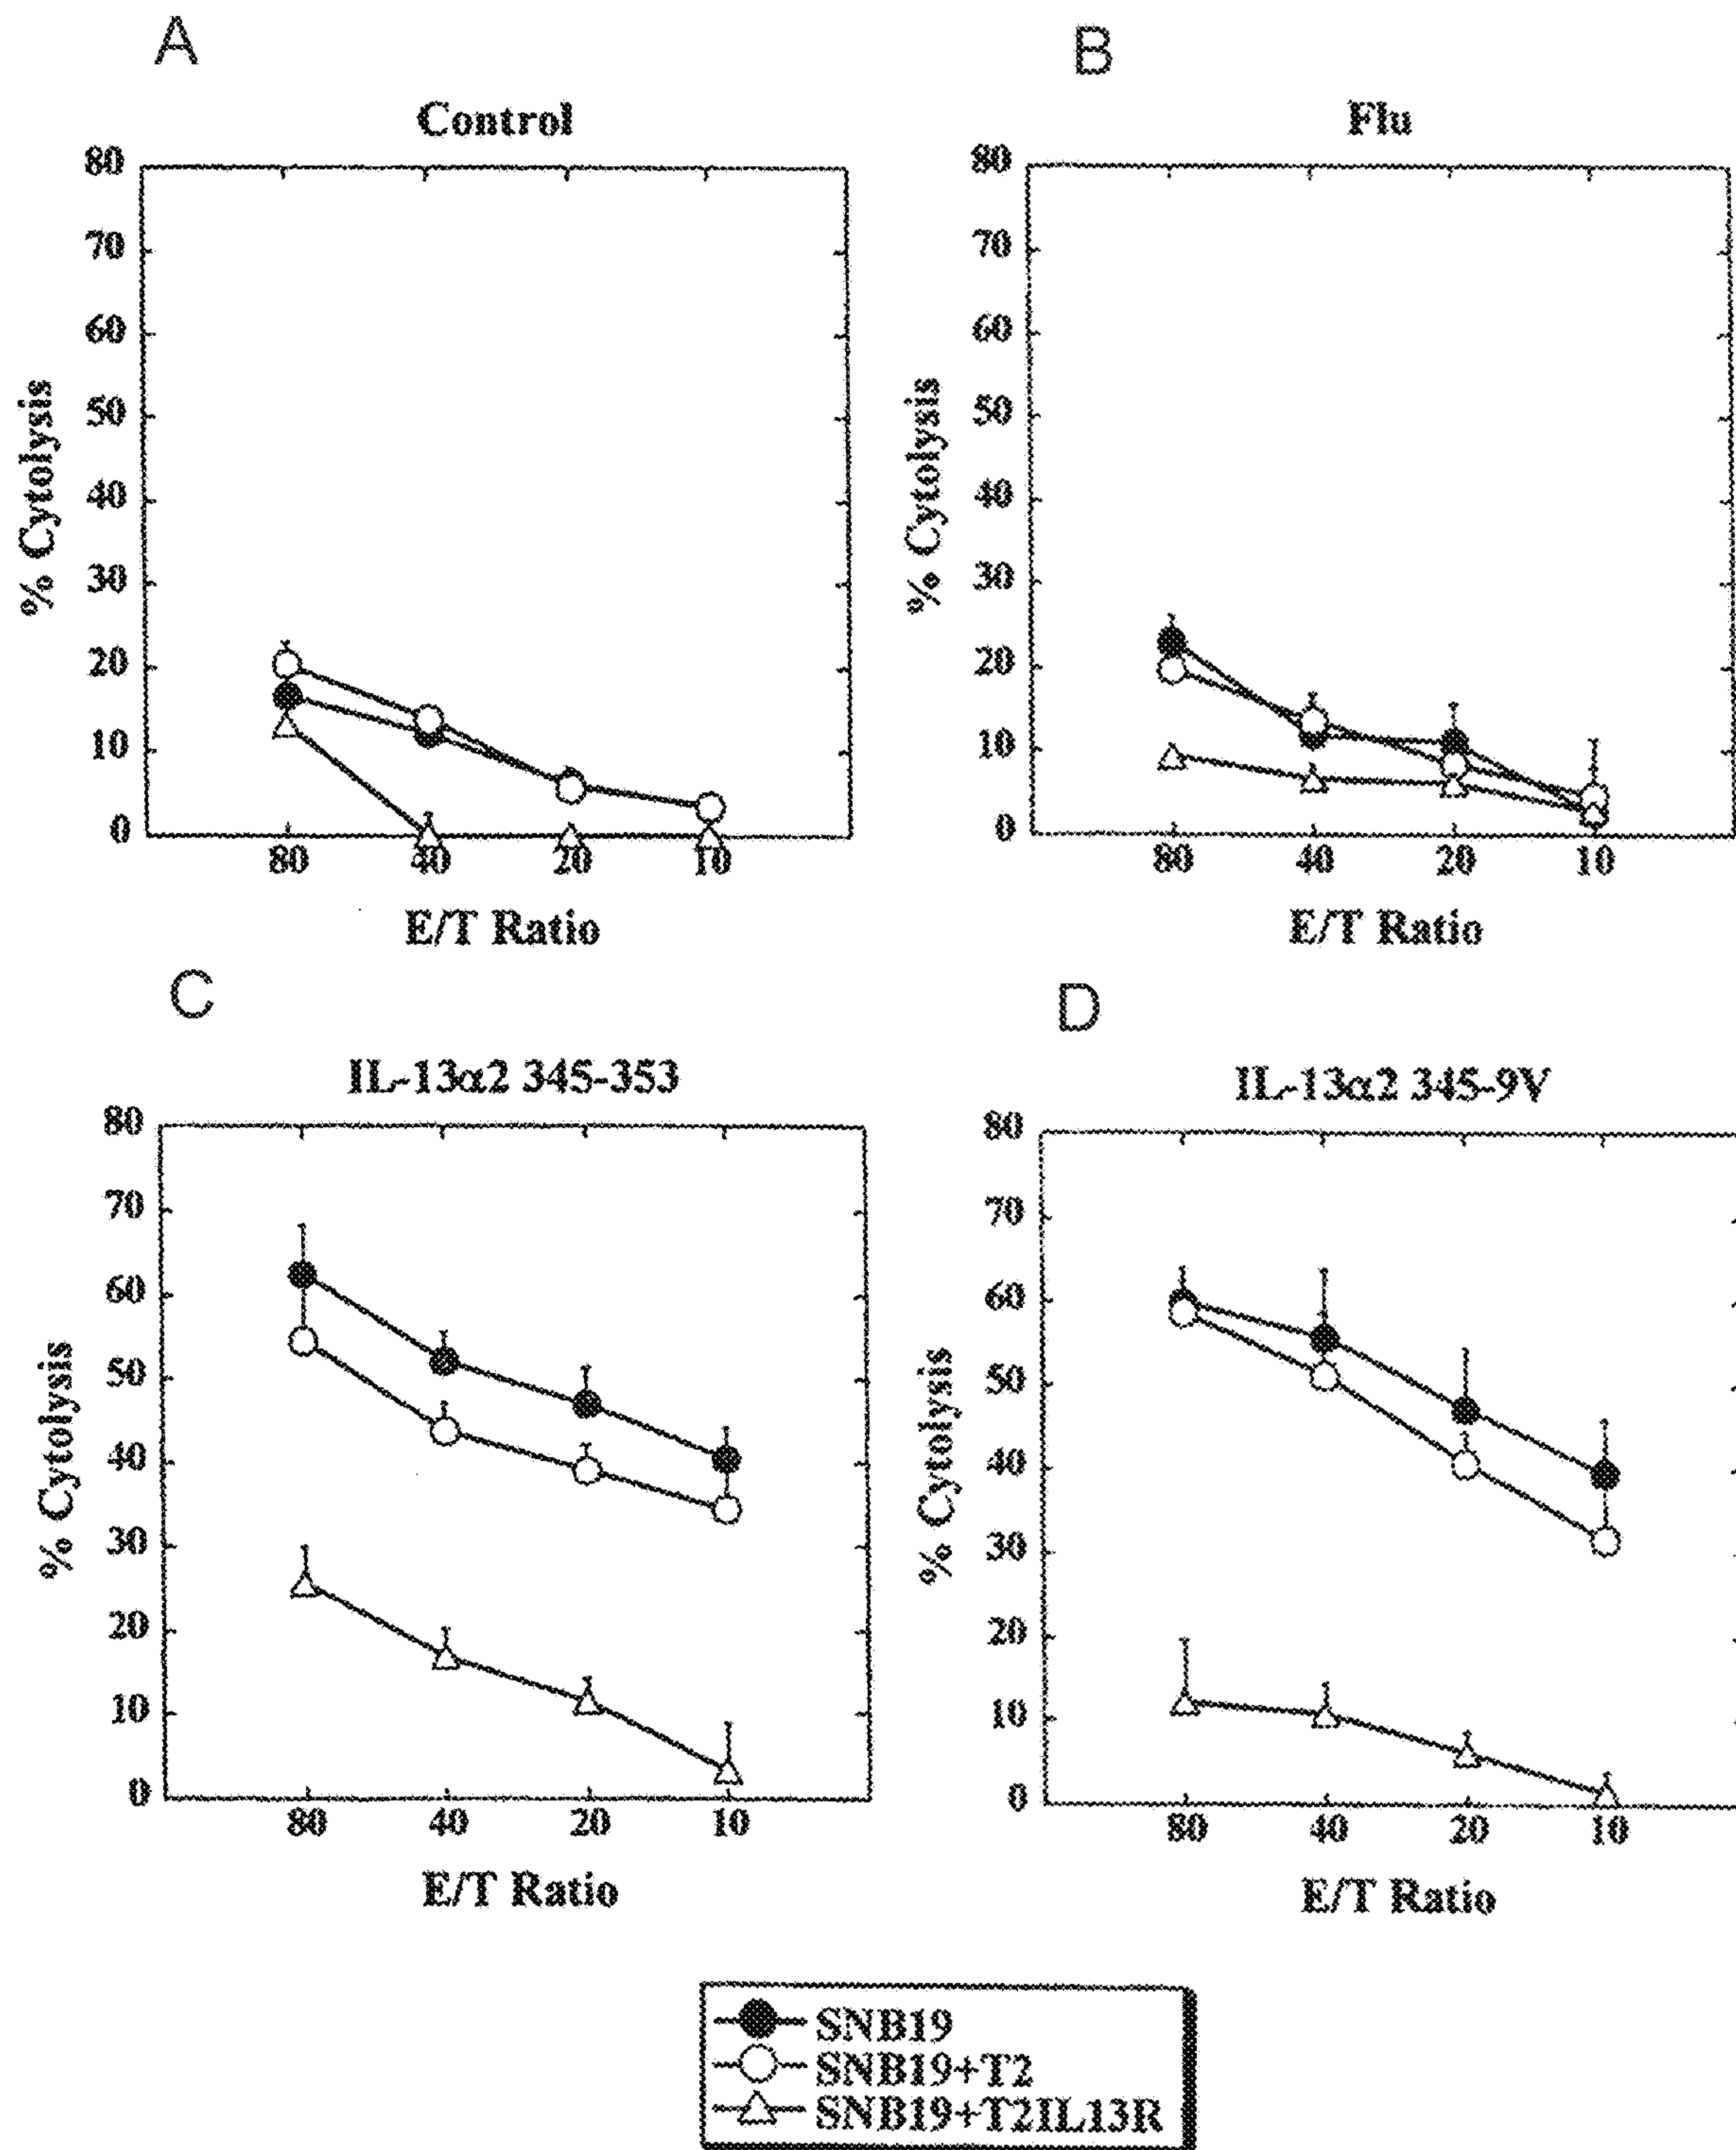 A
Control
80
70
60
50
40
30
20
10
0
% Cytolysis
80 40 20 10
E/T Ratio
B
Flu
80
70
60
50
40
30
20
10
0
% Cytolysis
80 40 20 10
E/T Ratio
C
IL-13α2 345-353
80
70
60
50
40
30
20
10
0
% Cytolysis
80 40 20 10
E/T Ratio
D
IL-13α2 345-9V
80
70
60
50
40
30
20
10
0
% Cytolysis
80 40 20 10
E/T Ratio
SNB19
SNB19+T2
SNB19+T2IL13R